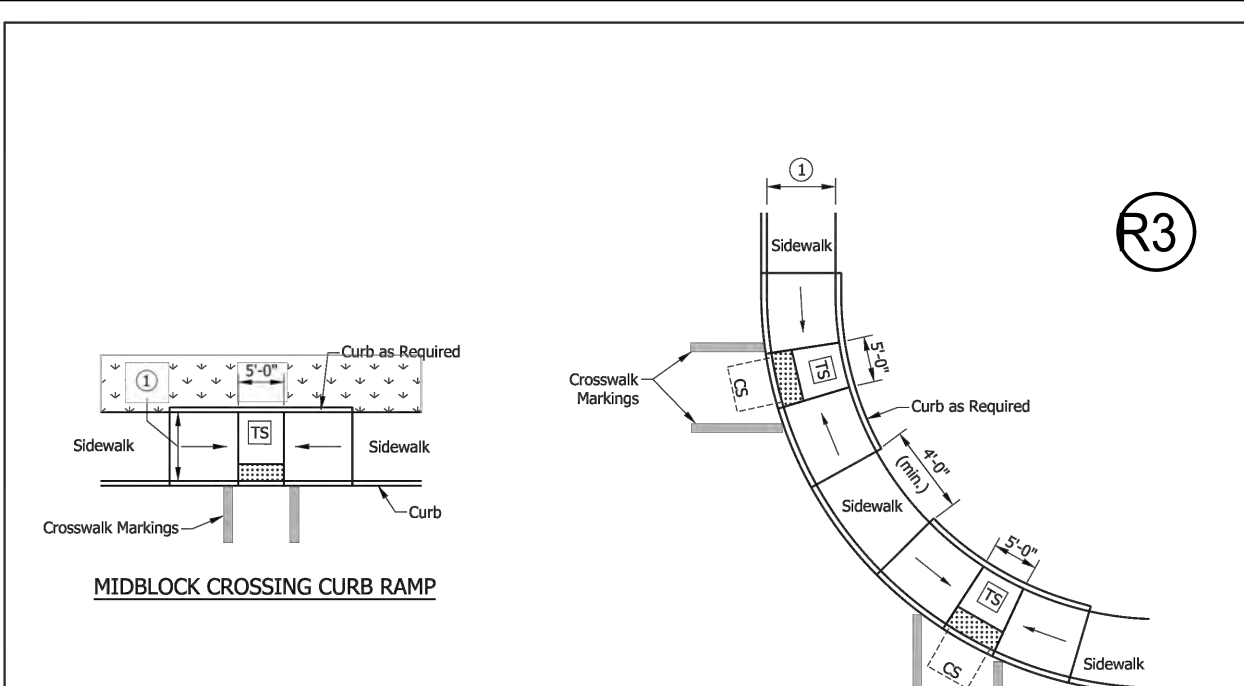 1
Sidewalk
R3
5'-0"
TS
CS
Crosswalk
Markings
Curb as Required
4'-0"
(min.)
Sidewalk
5'-0"
TS
CS
Sidewalk
Curb as Required
1
5'-0"
Sidewalk
TS
Sidewalk
Crosswalk Markings
Curb
MIDBLOCK CROSSING CURB RAMP